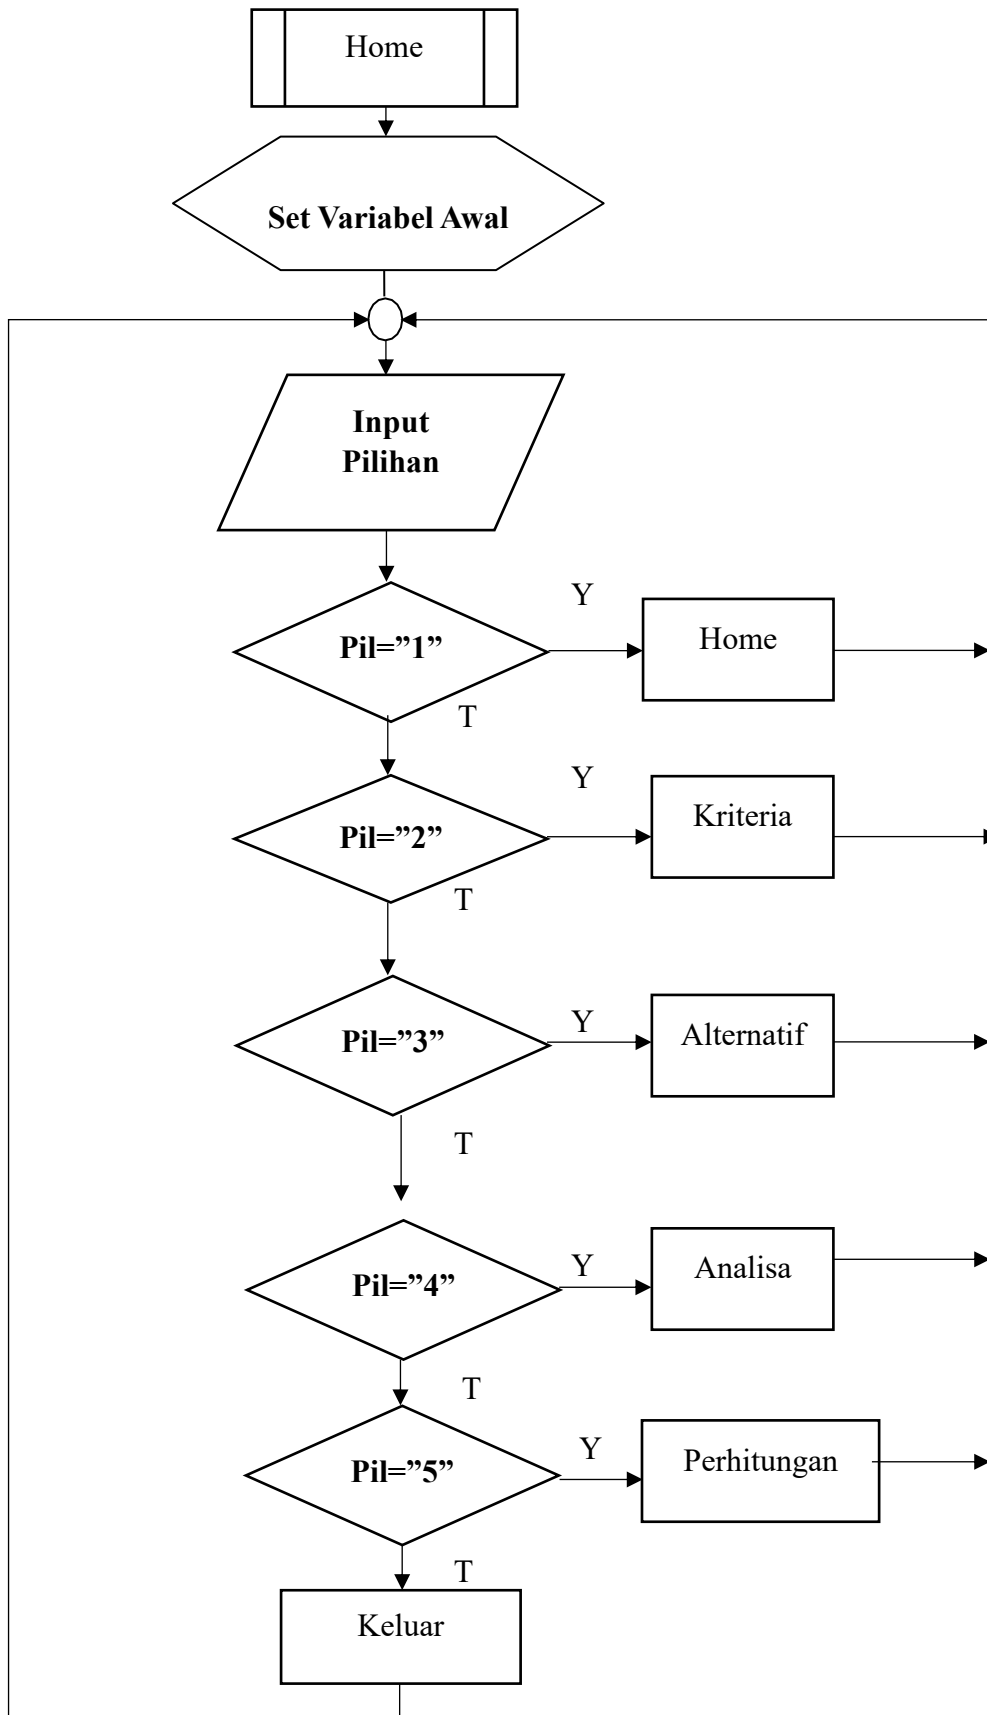 Home
Set Variabel Awal
Input
Pilihan
Y
Pil=”1”
Home
T
Y
Pil=”2”
Kriteria
T
Y
Pil=”3”
Alternatif
T
Y
Pil=”4”
Analisa
T
Y
Pil=”5”
Perhitungan
T
Keluar